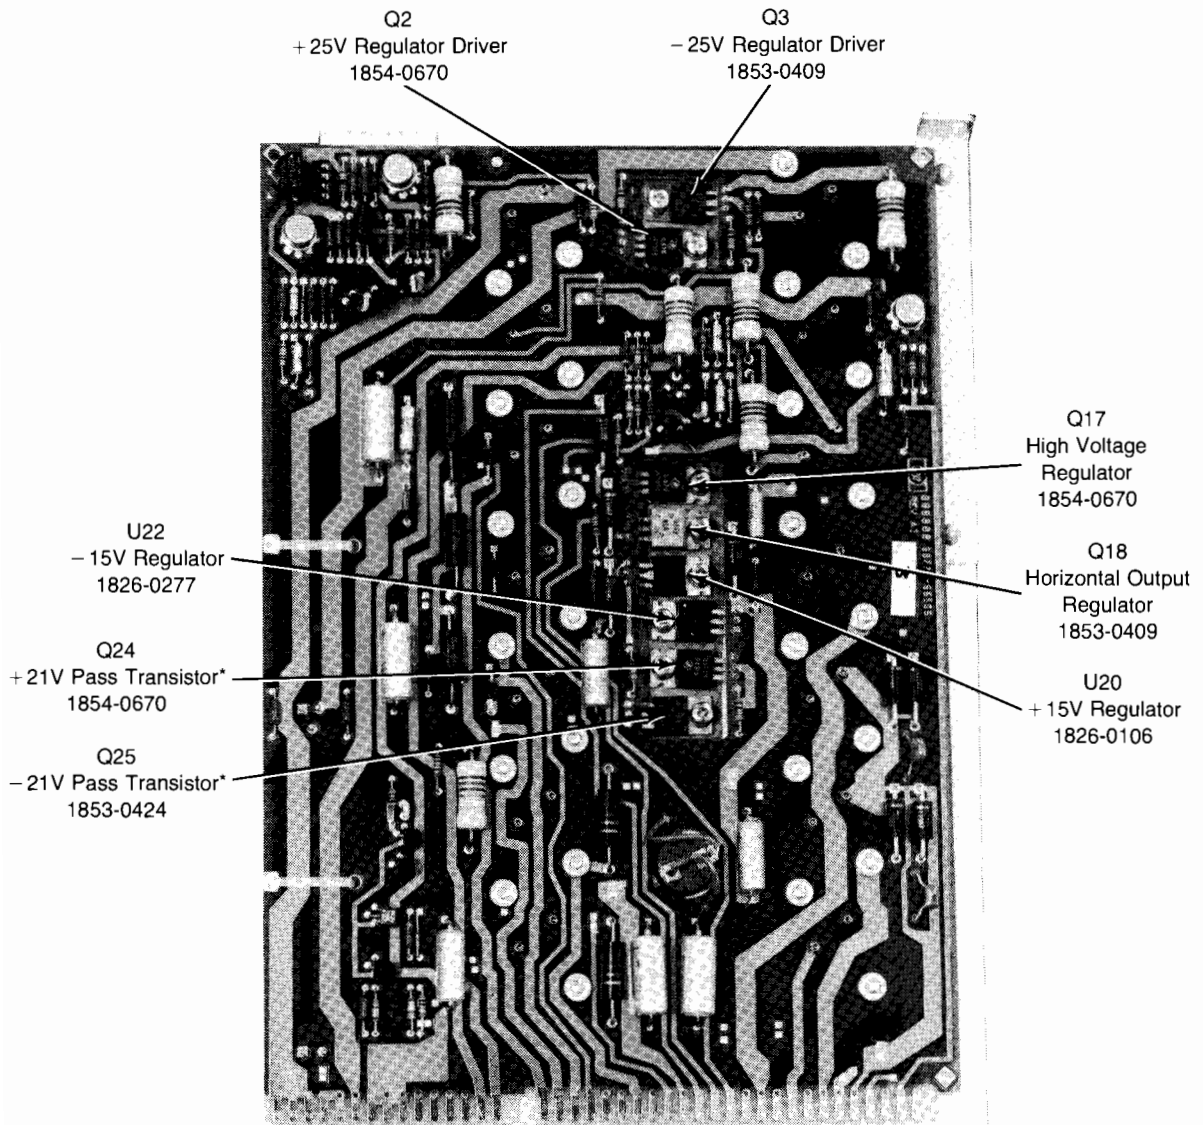 Q2
+25V Regulator Driver
1854-0670
Q3
−25V Regulator Driver
1853-0409
Q17
High Voltage
Regulator
1854-0670
U22
−15V Regulator
1826-0277
Q18
Horizontal Output
Regulator
1853-0409
Q24
+21V Pass Transistor*
1854-0670
U20
+15V Regulator
1826-0106
Q25
−21V Pass Transistor*
1853-0424